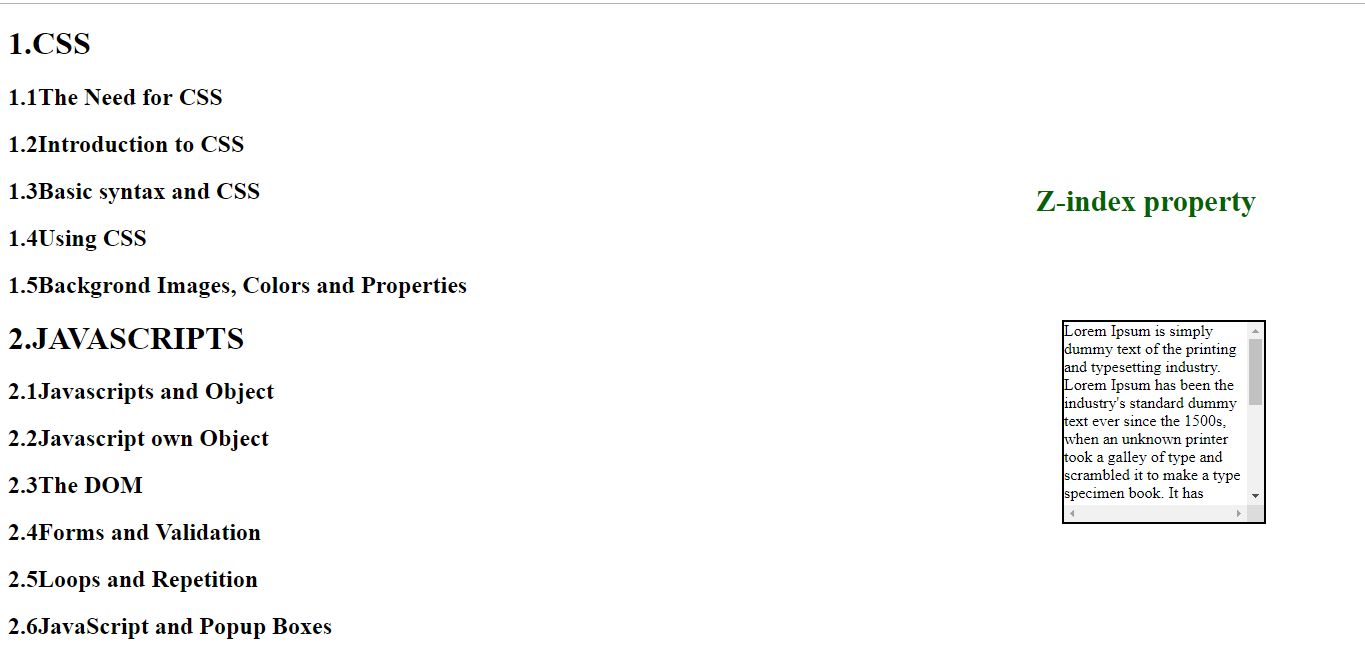 1.CSS
1.1The Need for CSS
1.2Introduction to CSS
1.3Basic syntax and CSS
1.4Using CSS
1.5Backgrond Images, Colors and Properties
2.JAVASCRIPTS
2.1Javascripts and Object
2.2Javascript own Object
2.3The DOM
2.4Forms and Validation
2.5Loops and Repetition
2.6JavaScript and Popup Boxes
Z-index property
Lorem Ipsum is simply
dummy text of the printing
and typesetting industry.
Lorem Ipsum has been the
industry's standard dummy
text ever since the 1500s,
when an unknown printer
took a galley of type and
scrambled it to make a type
specimen book. It has